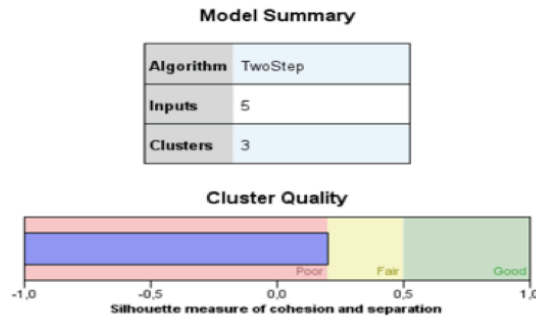 Model Summary
Algorithm TwoStep
Inputs 5
Clusters 3
Cluster Quality
Poor Fair Good
-1,0 -0,5 0,0 0,5 1,0
Silhouette measure of cohesion and separation